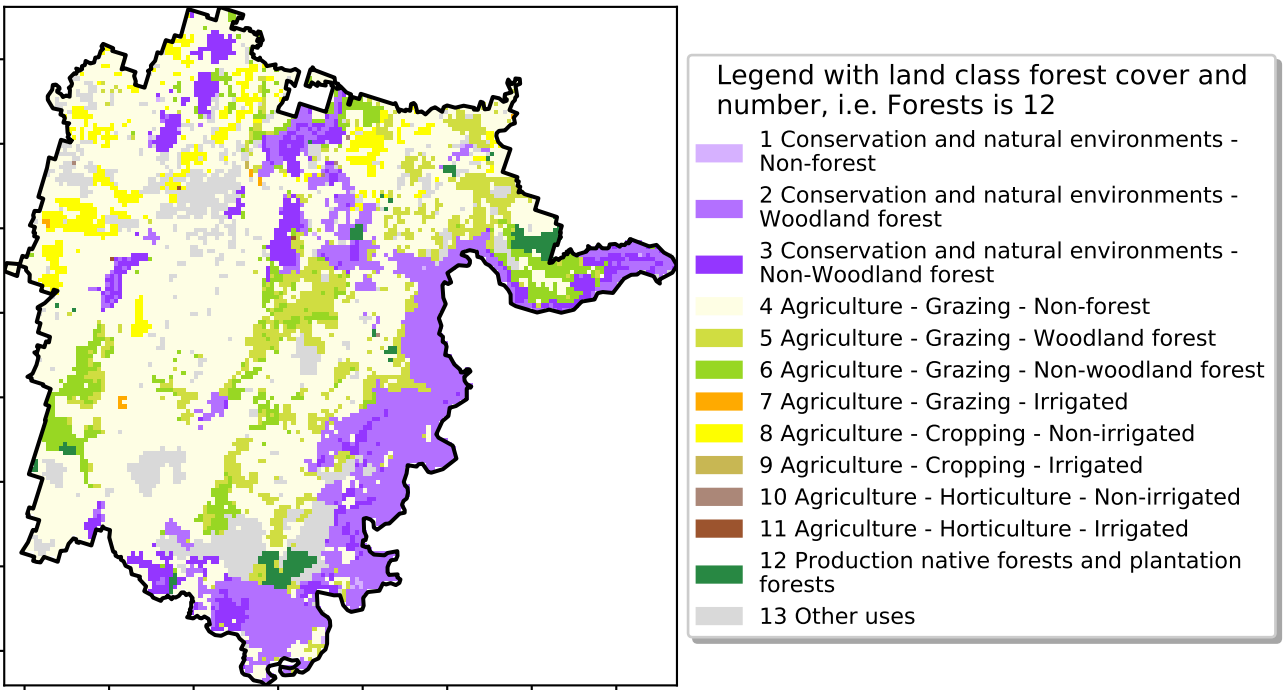 Legend with land class forest cover and
number, i.e. Forests is 12
1 Conservation and natural environments -
Non-forest
2 Conservation and natural environments -
Woodland forest
3 Conservation and natural environments -
Non-Woodland forest
4 Agriculture - Grazing - Non-forest
5 Agriculture - Grazing - Woodland forest
6 Agriculture - Grazing - Non-woodland forest
7 Agriculture - Grazing - Irrigated
8 Agriculture - Cropping - Non-irrigated
9 Agriculture - Cropping - Irrigated
10 Agriculture - Horticulture - Non-irrigated
11 Agriculture - Horticulture - Irrigated
12 Production native forests and plantation
forests
13 Other uses